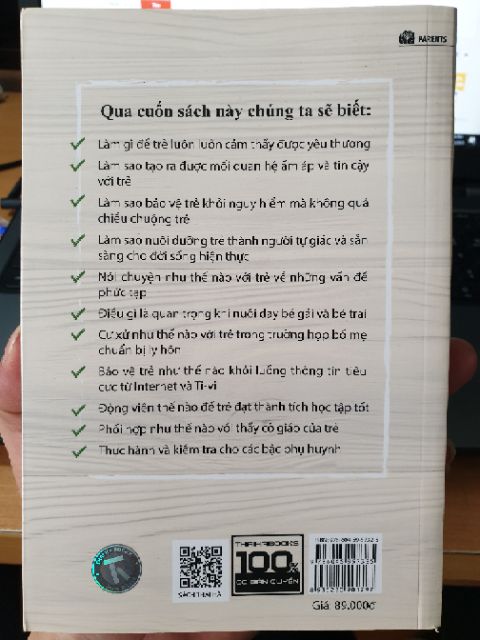 PARENTS
Qua cuốn sách này chúng ta sẽ biết:
Làm gì để trẻ luôn luôn cảm thấy được yêu thương
Làm sao tạo ra được mối quan hệ ấm áp và tin cậy
với trẻ
Làm sao bảo vệ trẻ khỏi nguy hiểm mà không quá
chiều chuộng trẻ
Làm sao nuôi dưỡng trẻ thành người tự giác và sẵn
sàng cho đời sống hiện thực
Nói chuyện như thế nào với trẻ về những vấn đề
phức tạp
Điều gì là quan trọng khi nuôi dạy bé gái và bé trai
Cư xử như thế nào với trẻ trong trường hợp bố mẹ
chuẩn bị ly hôn
Bảo vệ trẻ như thế nào khỏi luồng thông tin tiêu
cực từ Internet và Ti-vi
Động viên thế nào để trẻ đạt thành tích học tập tốt
Phối hợp như thế nào với thầy cô giáo của trẻ
Thực hành và kiểm tra cho các bậc phụ huynh
THAIHABOOKS
100%
CÓ BẢN QUYỀN
SÁCH THÁI HÀ
Giá: 89.000đ